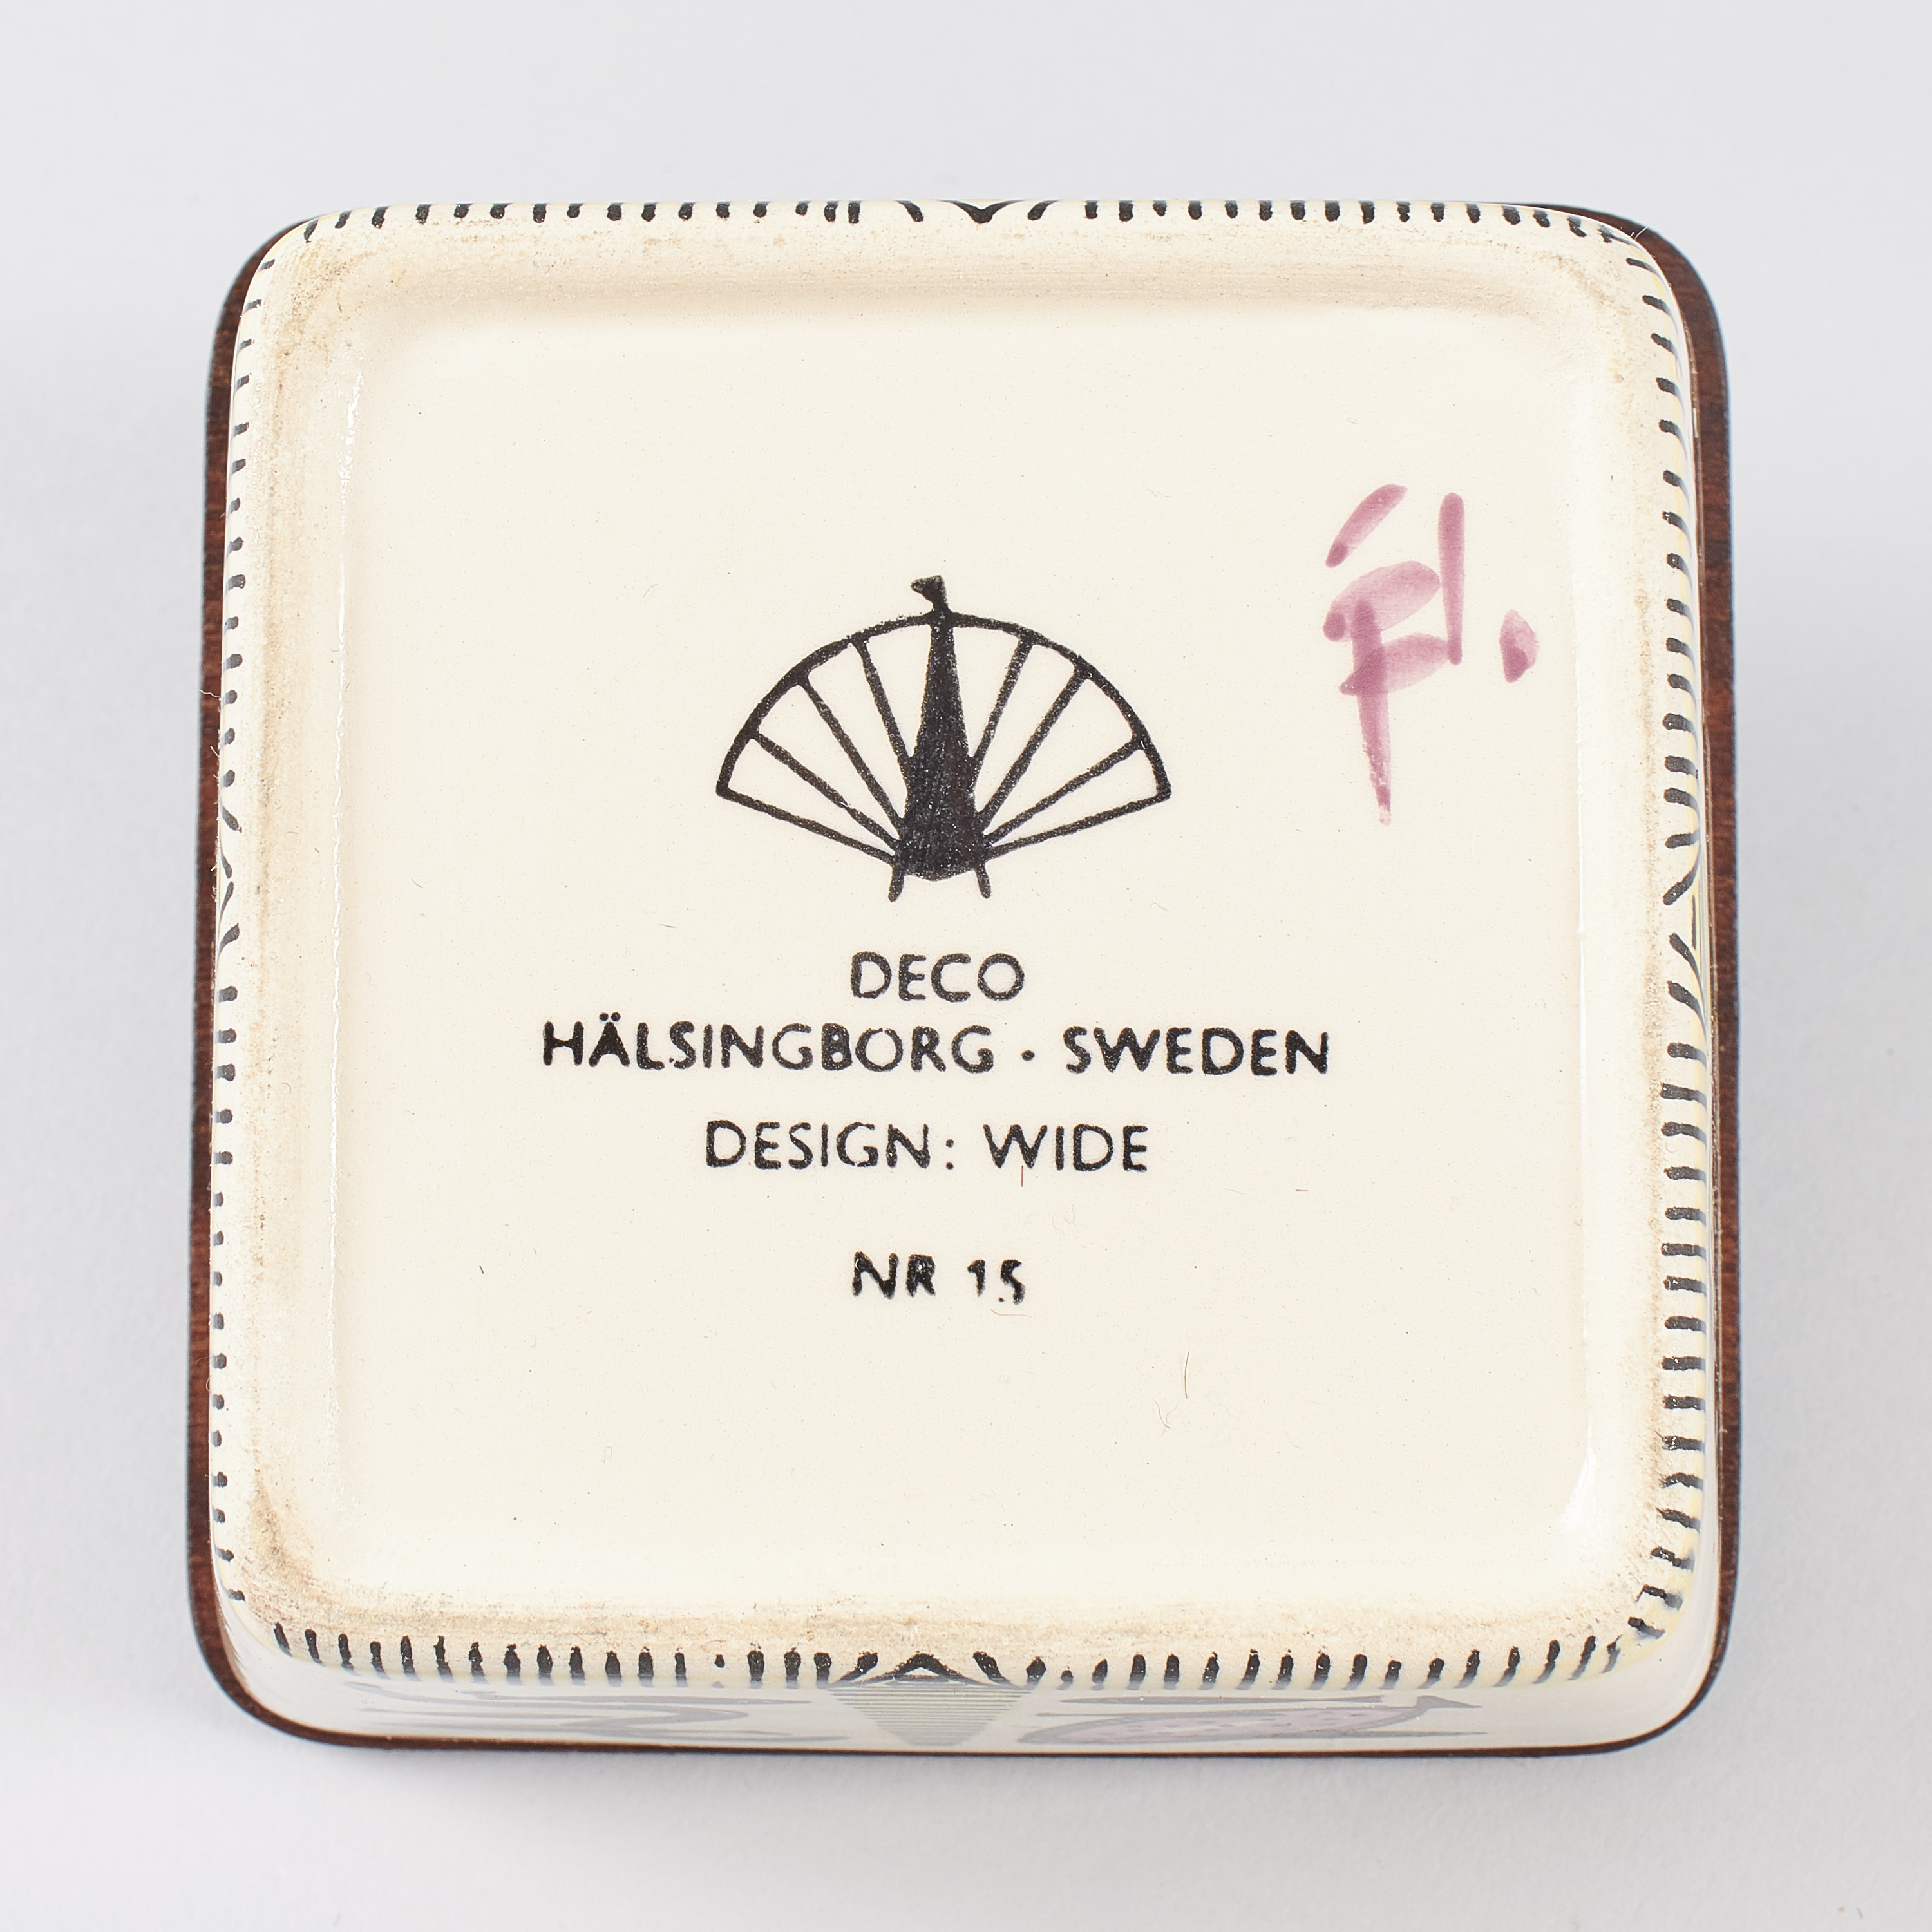 DECO
HÄLSINGBORG · SWEDEN
DESIGN: WIDE
NR 15